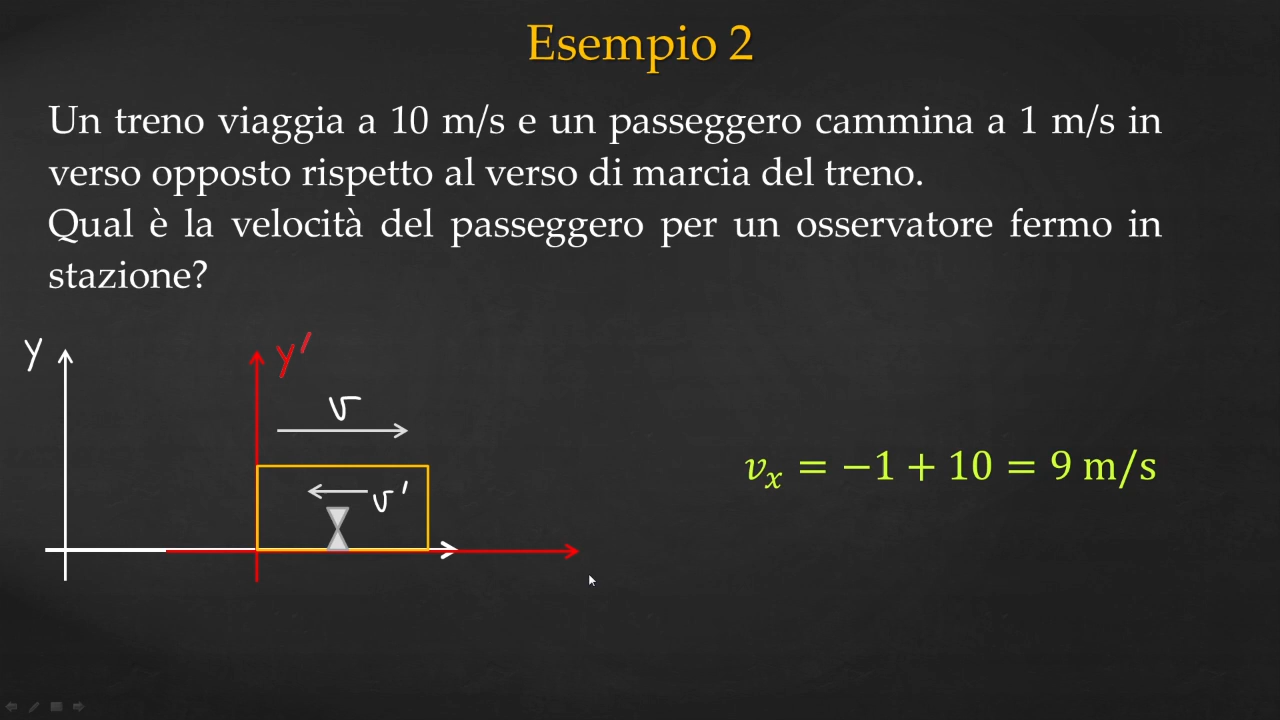 Esempio 2
Un treno viaggia a 10 m/s e un passeggero cammina a 1 m/s in
verso opposto rispetto al verso di marcia del treno.
Qual è la velocità del passeggero per un osservatore fermo in
stazione?
y
y'
v
v'
𝑣ₓ = −1 + 10 = 9 m/s